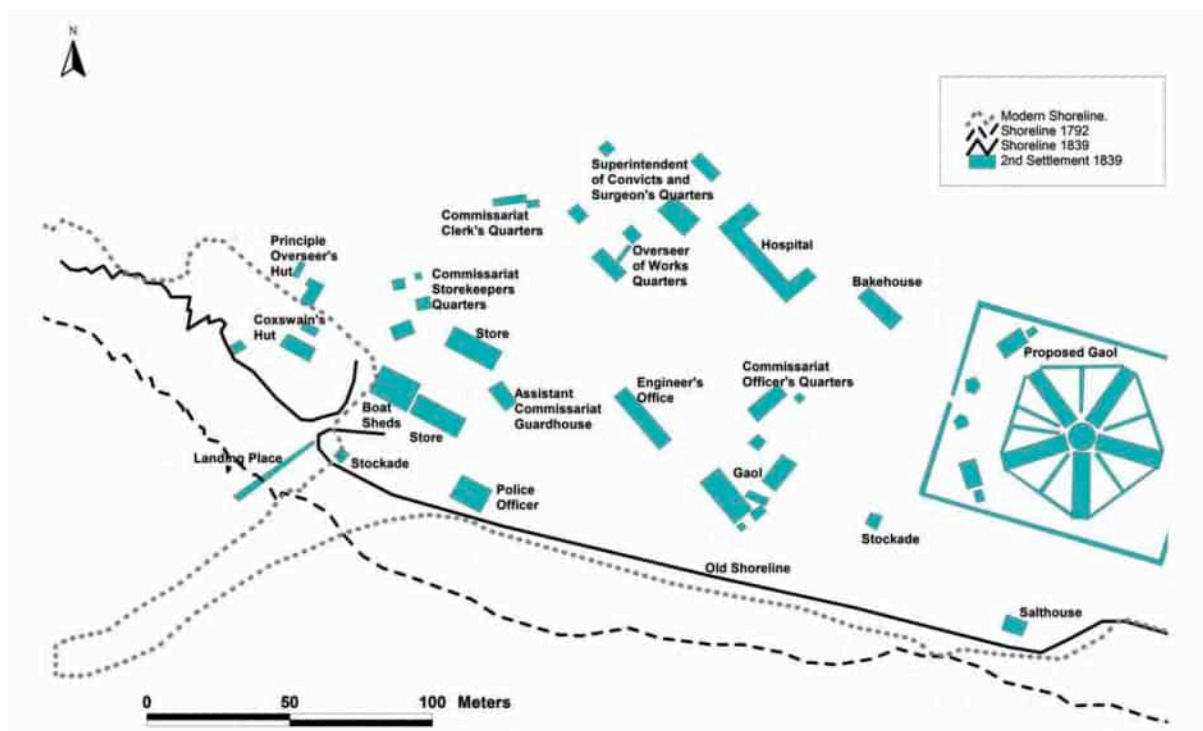 N
Modern Shoreline.
Shoreline 1792
Shoreline 1839
2nd Settlement 1839
Superintendent
of Convicts and
Surgeon's Quarters
Commissariat
Clerk's Quarters
Hospital
Principle
Overseer's
Hut
Overseer
of Works
Quarters
Commissariat
Storekeepers
Quarters
Bakehouse
Coxswain's
Hut
Store
Proposed Gaol
Commissariat
Officer's Quarters
Engineer's
Office
Assistant
Commissariat
Guardhouse
Boat
Sheds
Store
Landing Place
Stockade
Gaol
Police
Officer
Stockade
Old Shoreline
Salthouse
0 50 100 Meters